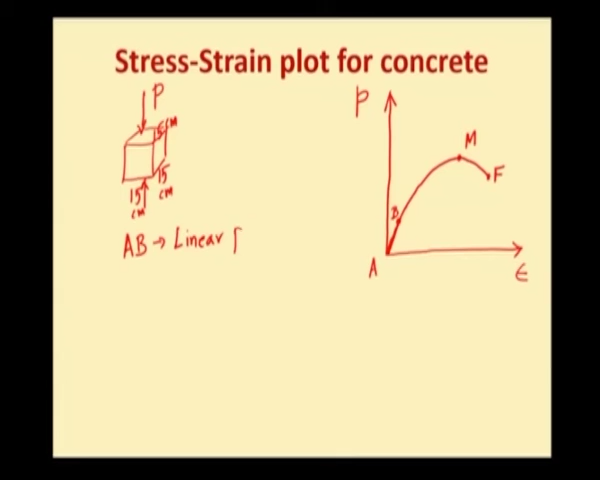 Stress-Strain plot for concrete
P
15 cm
15
cm
15
cm
AB → Linear
P
M
F
B
A
ϵ